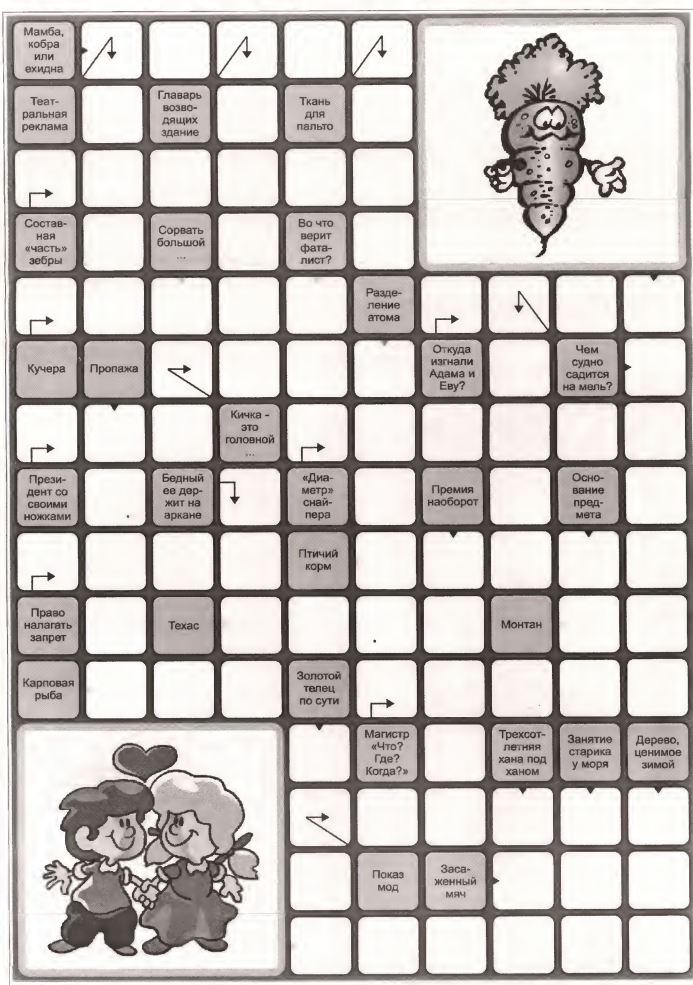 Мамба,
кобра
или
ехидна
Теат-
ральная
реклама
Главарь
возво-
дящих
здание
Ткань
для
пальто
Состав-
ная
«часть»
зебры
Сорвать
большой
...
Во что
верит
фата-
лист?
Разде-
ление
атома
Кучера
Пропажа
Откуда
изгнали
Адама и
Еву?
Чем
судно
садится
на мель?
Кичка -
это
головной
...
Прези-
дент со
своими
ножками
Бедный
ее дер-
жит на
аркане
«Диа-
метр»
снай-
пера
Премия
наоборот
Осно-
вание
пред-
мета
Птичий
корм
Право
налагать
запрет
Техас
Монтан
Карповая
рыба
Золотой
телец
по сути
Магистр
«Что?
Где?
Когда?»
Трехсот-
летняя
хана под
ханом
Занятие
старика
у моря
Дерево,
ценимое
зимой
Показ
мод
Заса-
женный
мяч